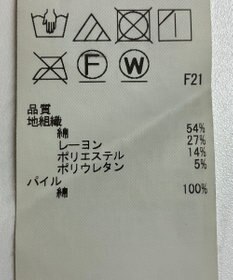 F W
F21
品質
地組織
綿 54%
レーヨン 27%
ポリエステル 14%
ポリウレタン 5%
パイル
綿 100%